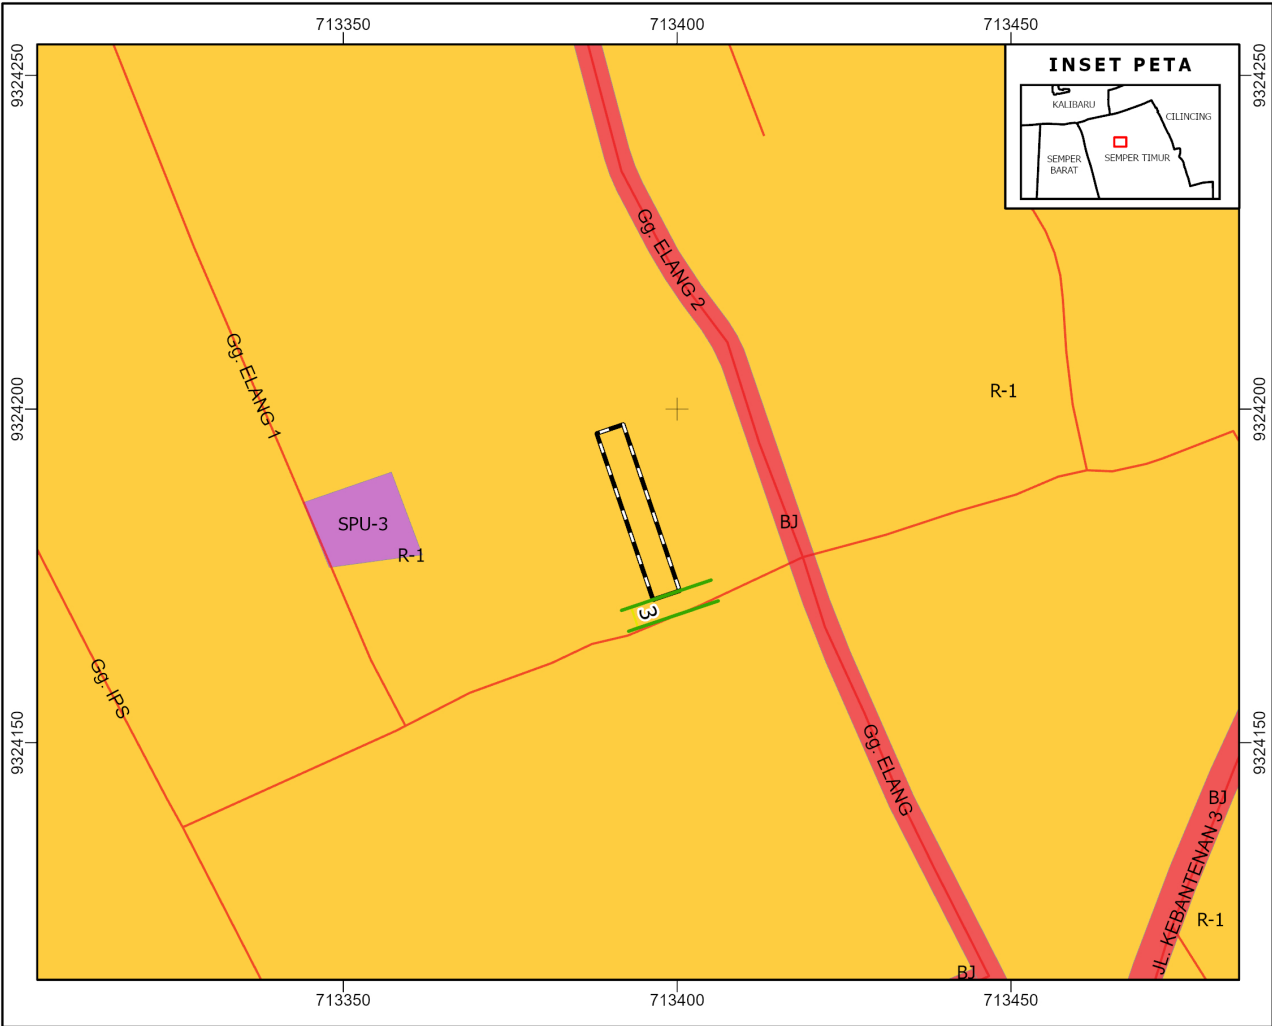 713350
713400
713450
9324250
9324250
INSET PETA
KALIBARU
CILINCING
SEMPER
BARAT
SEMPER TIMUR
Gg. ELANG 2
Gg. ELANG 1
R-1
9324200
9324200
SPU-3
R-1
BJ
3
Gg. IPS
Gg. ELANG
9324150
9324150
BJ
JL. KEBANTENAN 3
R-1
BJ
713350
713400
713450